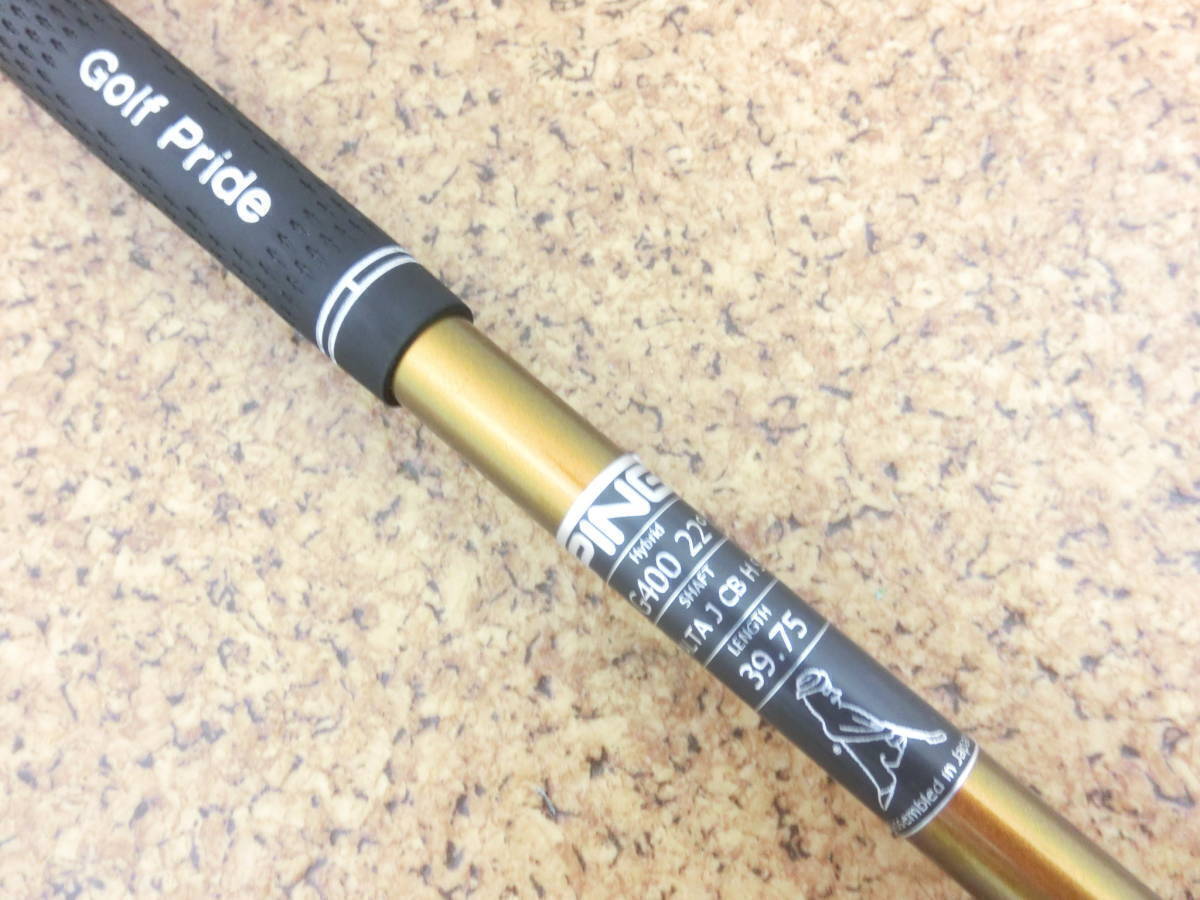 Golf Pride
PING
Hybrid
G400 22°
SHAFT
LTA J CB H
LENGTH
39.75
ssembled in Japa